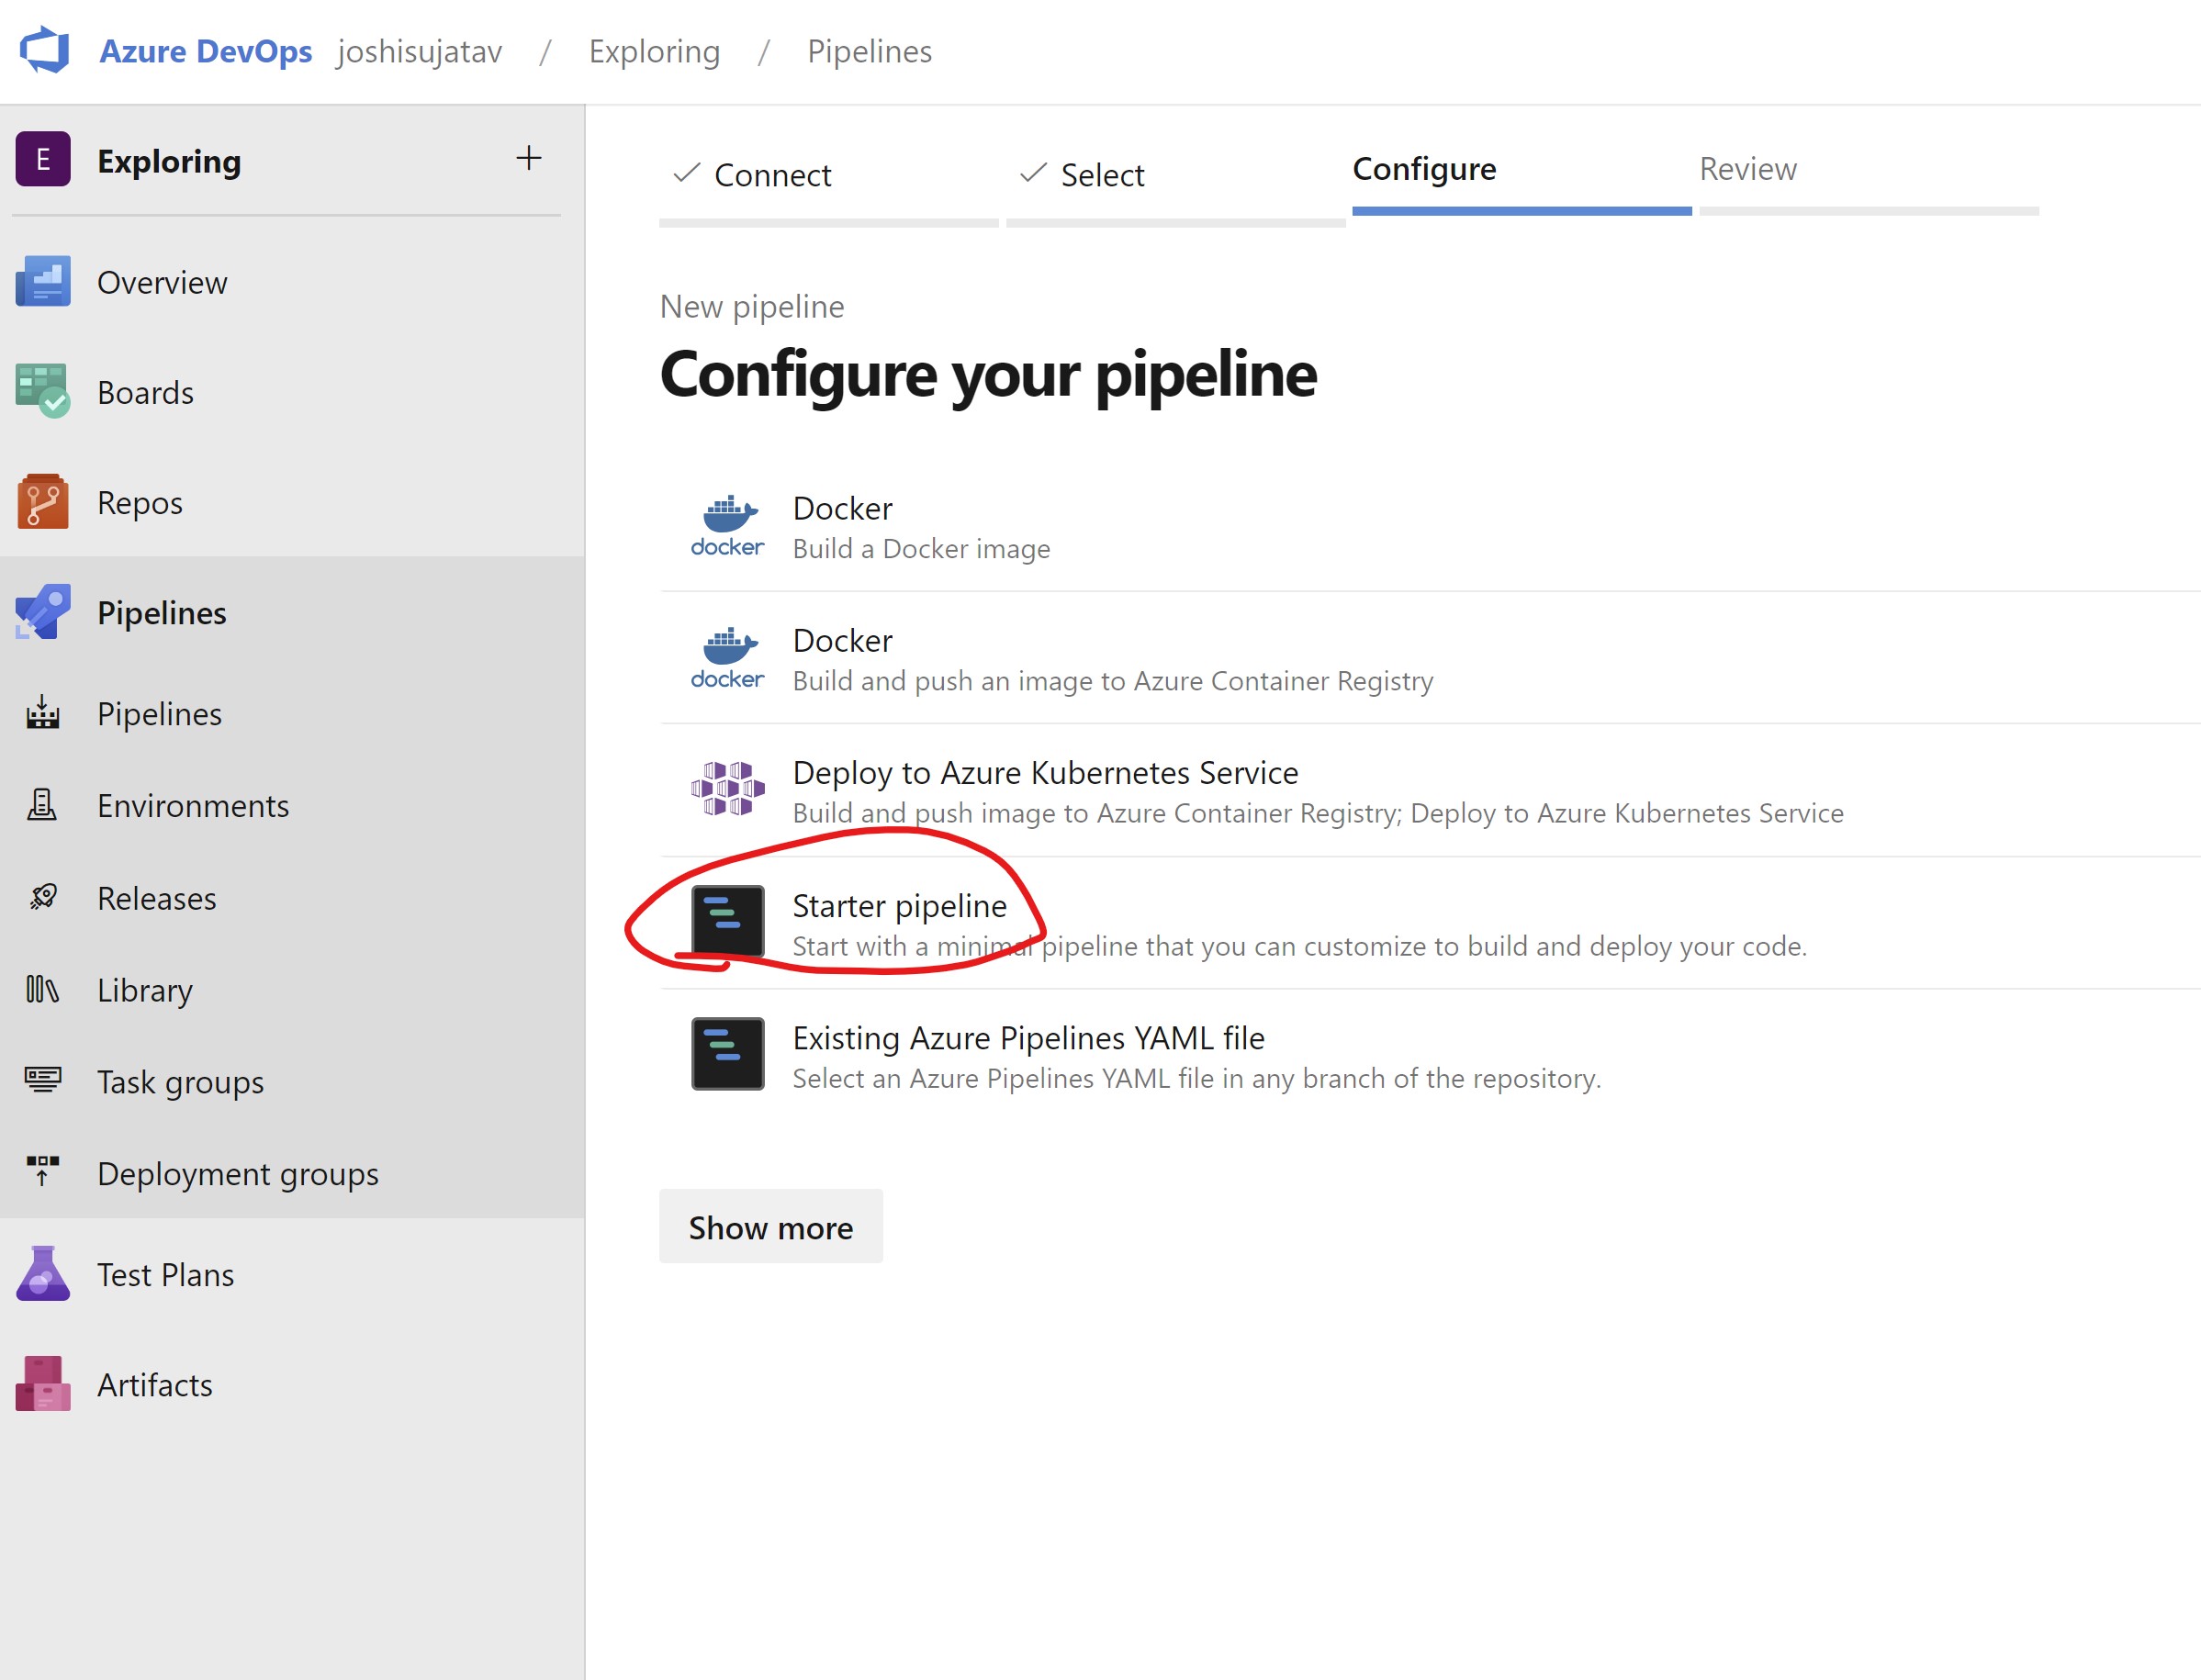 Azure DevOps joshisujatav / Exploring / Pipelines
E Exploring +
Overview
Boards
Repos
Pipelines
Pipelines
Environments
Releases
Library
Task groups
Deployment groups
Test Plans
Artifacts
Connect
Select
Configure
Review
New pipeline
Configure your pipeline
docker
Docker
Build a Docker image
docker
Docker
Build and push an image to Azure Container Registry
Deploy to Azure Kubernetes Service
Build and push image to Azure Container Registry; Deploy to Azure Kubernetes Service
Starter pipeline
Start with a minimal pipeline that you can customize to build and deploy your code.
Existing Azure Pipelines YAML file
Select an Azure Pipelines YAML file in any branch of the repository.
Show more